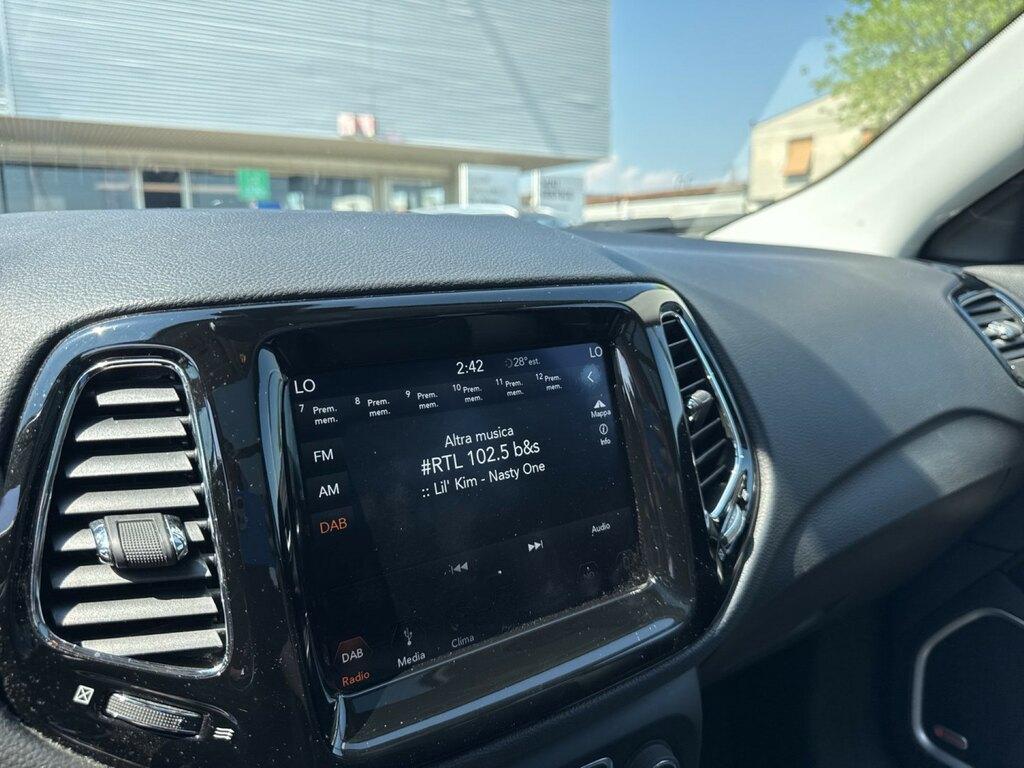 2:42
28° est.
LO
LO
7 Prem. mem.
8 Prem. mem.
9 Prem. mem.
10 Prem. mem.
11 Prem. mem.
12 Prem. mem.
Mappa
Info
FM
AM
DAB
Altra musica
#RTL 102.5 b&s
:: Lil' Kim - Nasty One
Audio
DAB
Radio
Media
Clima